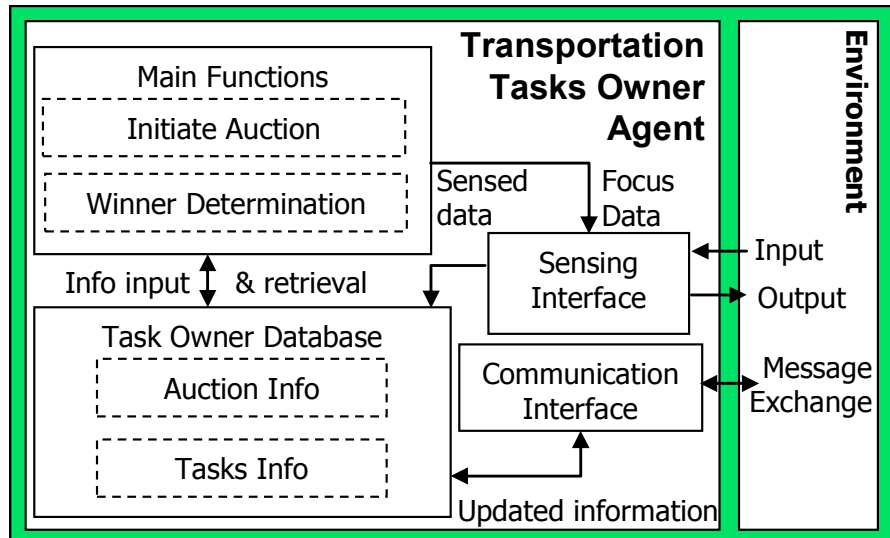 Transportation
Tasks Owner
Agent
Environment
Main Functions
Initiate Auction
Winner Determination
Sensed
data
Focus
Data
Sensing
Interface
Input
Output
Info input
& retrieval
Task Owner Database
Auction Info
Tasks Info
Communication
Interface
Message
Exchange
Updated information